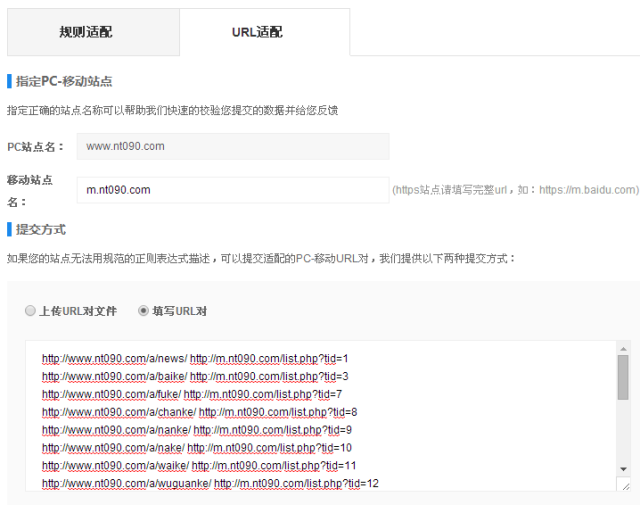 规则适配
URL适配
指定PC-移动站点
指定正确的站点名称可以帮助我们快速的校验您提交的数据并给您反馈
PC站点名：
www.nt090.com
移动站点名：
m.nt090.com
(https站点请填写完整url，如：https://m.baidu.com)
提交方式
如果您的站点无法用规范的正则表达式描述，可以提交适配的PC-移动URL对，我们提供以下两种提交方式：
上传URL对文件
填写URL对
http://www.nt090.com/a/news/ http://m.nt090.com/list.php?tid=1
http://www.nt090.com/a/baike/ http://m.nt090.com/list.php?tid=3
http://www.nt090.com/a/fuke/ http://m.nt090.com/list.php?tid=7
http://www.nt090.com/a/chanke/ http://m.nt090.com/list.php?tid=8
http://www.nt090.com/a/nanke/ http://m.nt090.com/list.php?tid=9
http://www.nt090.com/a/nake/ http://m.nt090.com/list.php?tid=10
http://www.nt090.com/a/waike/ http://m.nt090.com/list.php?tid=11
http://www.nt090.com/a/wuguanke/ http://m.nt090.com/list.php?tid=12